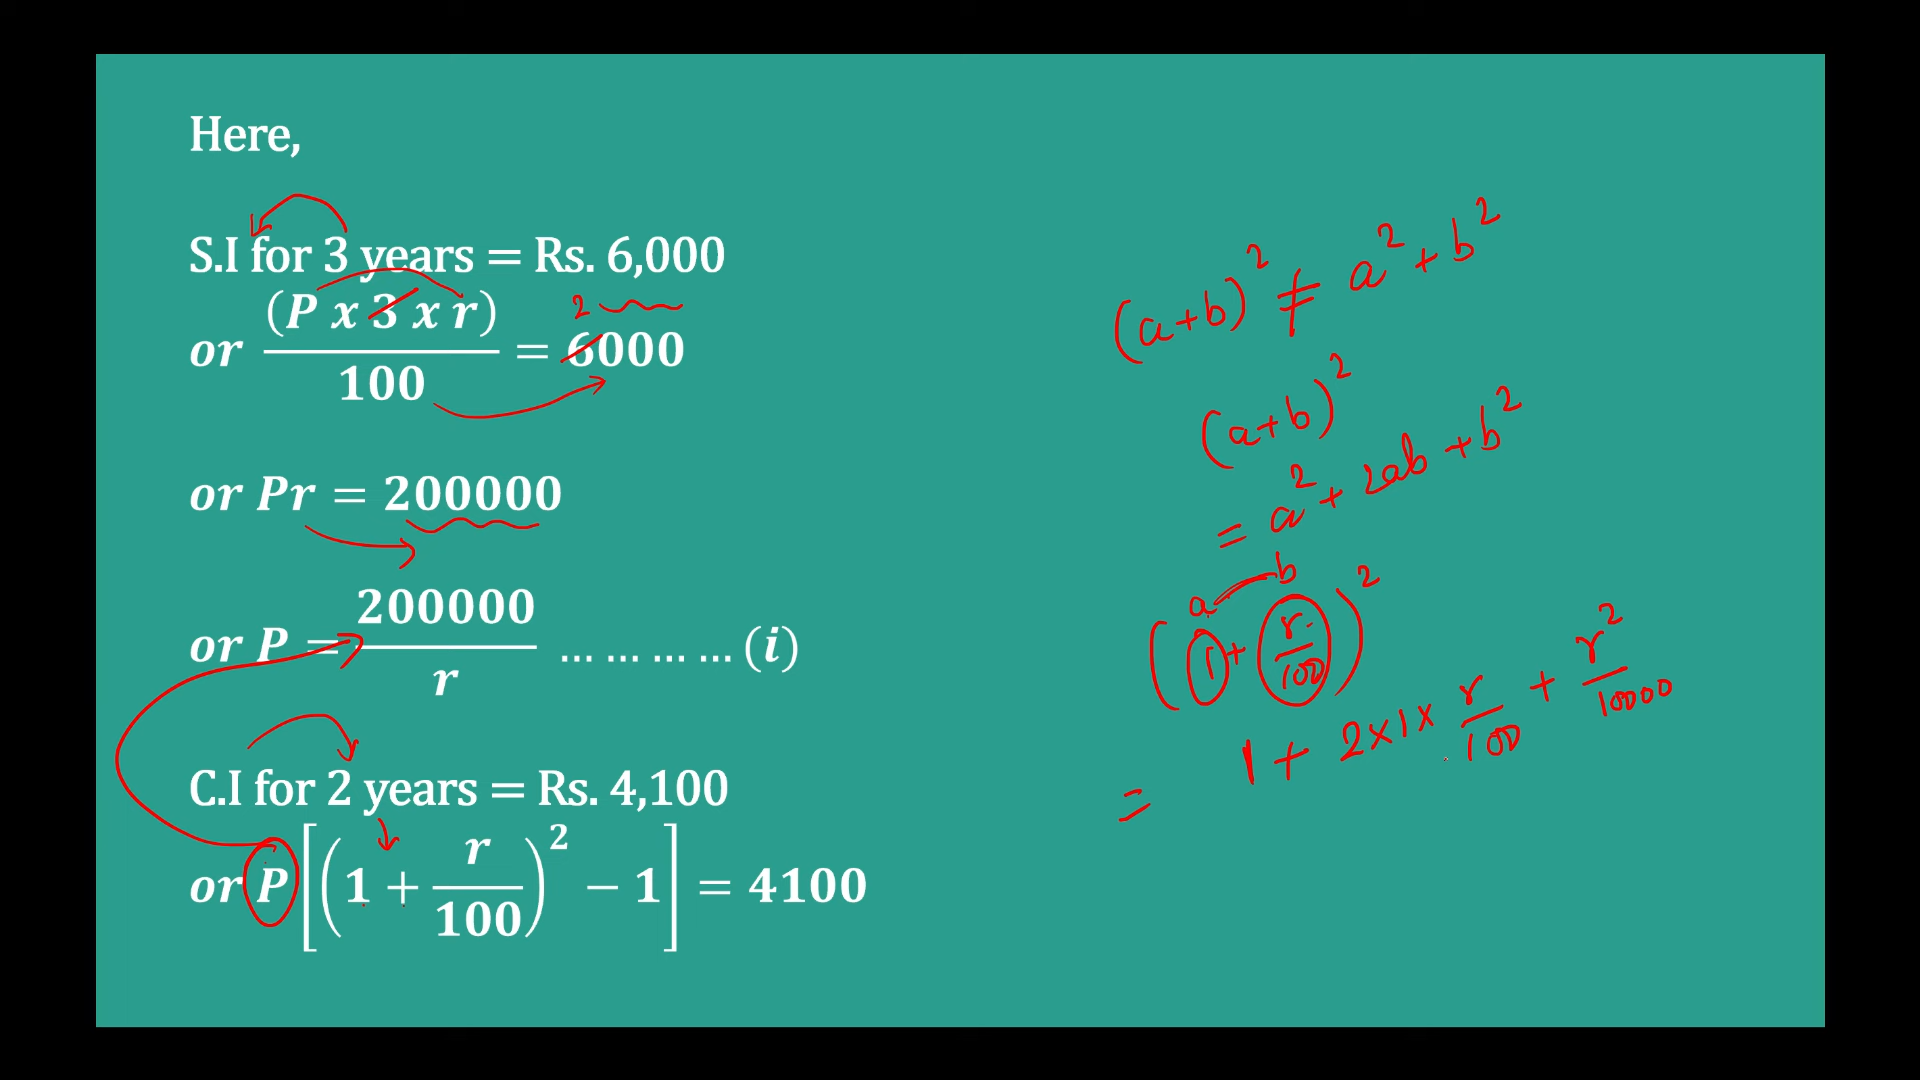 Here,
S.I for 3 years = Rs. 6,000
or (P x 3 x r) / 100 = 6000
2
or Pr = 200000
or P = 200000 / r ... ... ... ... (i)
C.I for 2 years = Rs. 4,100
or P[(1 + r/100)^2 − 1] = 4100
(a+b)^2 ≠ a^2 + b^2
(a+b)^2
= a^2 + 2ab + b^2
a b
(1 + r/100)^2
= 1 + 2×1× r/100 + r^2/10000